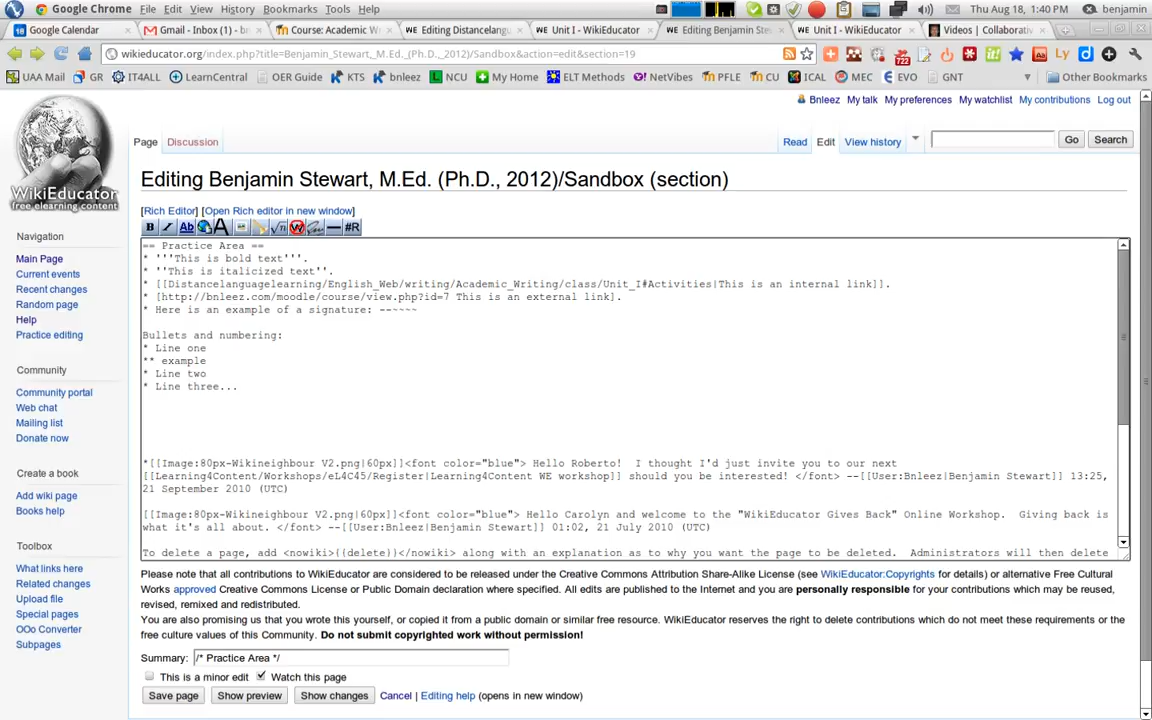 Google Chrome File Edit View History Bookmarks Tools Help Thu Aug 18, 1:40 PM benjamin
Google Calendar Gmail - Inbox (1) - b Course: Academic W WE Editing Distancelangu WE Unit I - WikiEducator WE Editing Benjamin Ste WE Unit I - WikiEducator Videos | Collaborativ
wikieducator.org/index.php?title=Benjamin_Stewart,_M.Ed._(Ph.D.,_2012)/Sandbox&action=edit&section=19
UAA Mail GR IT4ALL LearnCentral OER Guide KTS bnleez NCU My Home ELT Methods NetVibes PFLE CU ICAL MEC EVO GNT Other Bookmarks
Bnleez My talk My preferences My watchlist My contributions Log out
Page Discussion Read Edit View history Go Search
WikiEducator
free elearning content
Editing Benjamin Stewart, M.Ed. (Ph.D., 2012)/Sandbox (section)
[Rich Editor] [Open Rich editor in new window]
B I Ab A #R
Navigation
Main Page
Current events
Recent changes
Random page
Help
Practice editing
Community
Community portal
Web chat
Mailing list
Donate now
Create a book
Add wiki page
Books help
Toolbox
What links here
Related changes
Upload file
Special pages
OOo Converter
Subpages
== Practice Area ==
* '''This is bold text'''.
* ''This is italicized text''.
* [[Distancelanguagelearning/English_Web/writing/Academic_Writing/class/Unit_I#Activities|This is an internal link]].
* [http://bnleez.com/moodle/course/view.php?id=7 This is an external link].
* Here is an example of a signature: --~~~~
Bullets and numbering:
* Line one
** example
* Line two
* Line three...
*[[Image:80px-Wikineighbour V2.png|60px]]<font color="blue"> Hello Roberto!  I thought I'd just invite you to our next
[[Learning4Content/Workshops/eL4C45/Register|Learning4Content WE workshop]] should you be interested! </font> --[[User:Bnleez|Benjamin Stewart]] 13:25,
21 September 2010 (UTC)
[[Image:80px-Wikineighbour V2.png|60px]]<font color="blue"> Hello Carolyn and welcome to the "WikiEducator Gives Back" Online Workshop.  Giving back is
what it's all about. </font> --[[User:Bnleez|Benjamin Stewart]] 01:02, 21 July 2010 (UTC)
To delete a page, add <nowiki>{{delete}}</nowiki> along with an explanation as to why you want the page to be deleted.  Administrators will then delete
Please note that all contributions to WikiEducator are considered to be released under the Creative Commons Attribution Share-Alike License (see WikiEducator:Copyrights for details) or alternative Free Cultural
Works approved Creative Commons License or Public Domain declaration where specified. All edits are published to the Internet and you are personally responsible for your contributions which may be reused,
revised, remixed and redistributed.
You are also promising us that you wrote this yourself, or copied it from a public domain or similar free resource. WikiEducator reserves the right to delete contributions which do not meet these requirements or the
free culture values of this Community. Do not submit copyrighted work without permission!
Summary: /* Practice Area */
This is a minor edit Watch this page
Save page Show preview Show changes Cancel | Editing help (opens in new window)